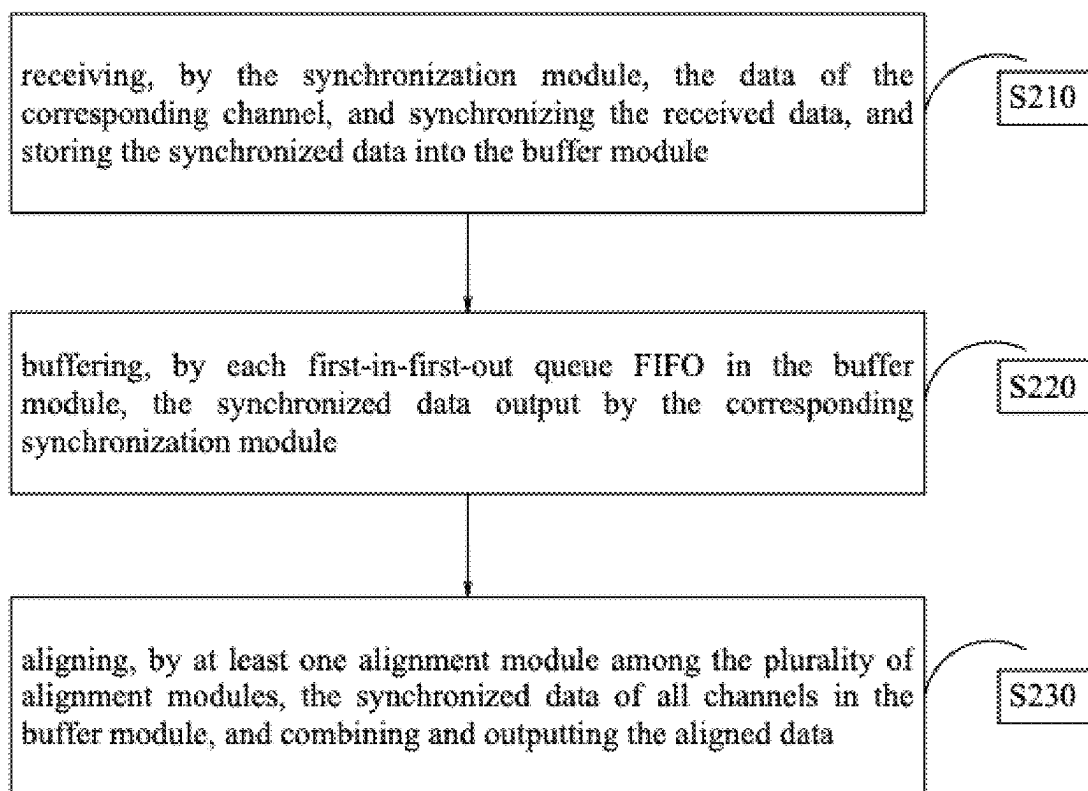 receiving, by the synchronization module, the data of the
corresponding channel, and synchronizing the received data, and
storing the synchronized data into the buffer module
S210
buffering, by each first-in-first-out queue FIFO in the buffer
module, the synchronized data output by the corresponding
synchronization module
S220
aligning, by at least one alignment module among the plurality of
alignment modules, the synchronized data of all channels in the
buffer module, and combining and outputting the aligned data
S230